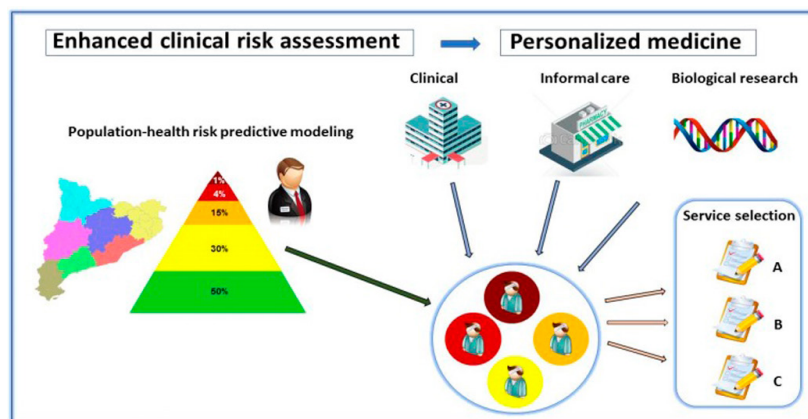 Enhanced clinical risk assessment
Personalized medicine
Clinical
Informal care
Biological research
Population-health risk predictive modeling
PHARMACY
1%
4%
15%
30%
50%
Service selection
A
B
C